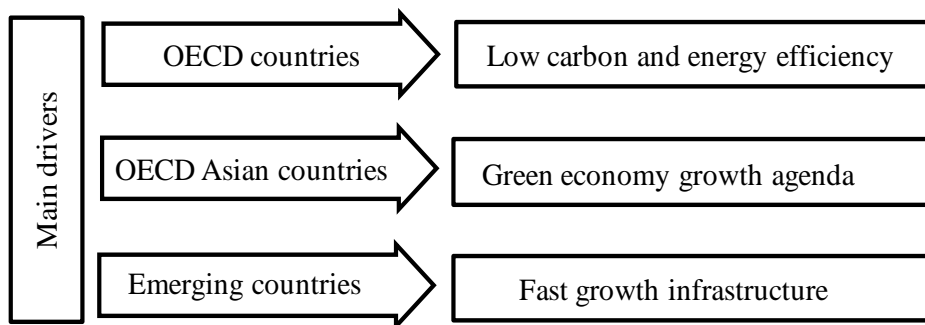 Main drivers
OECD countries
Low carbon and energy efficiency
OECD Asian countries
Green economy growth agenda
Emerging countries
Fast growth infrastructure